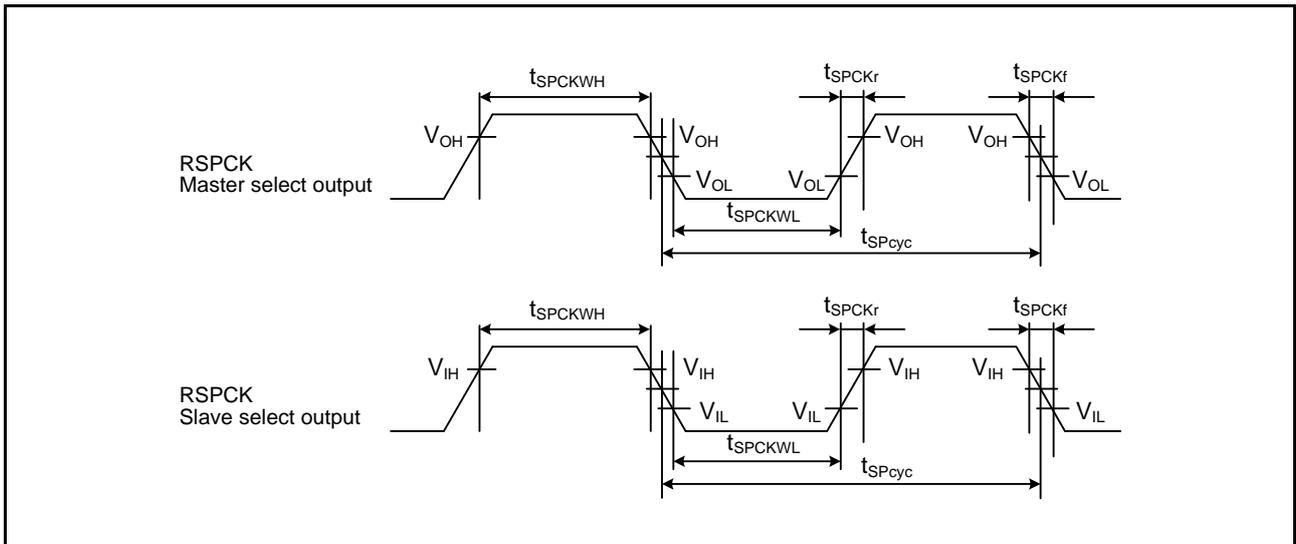 tSPCKWH
tSPCKr
tSPCKf
VOH
VOH
VOH
VOH
RSPCK
Master select output
VOL
VOL
VOL
tSPCKWL
tSPcyc
tSPCKWH
tSPCKr
tSPCKf
VIH
VIH
VIH
VIH
RSPCK
Slave select output
VIL
VIL
VIL
tSPCKWL
tSPcyc